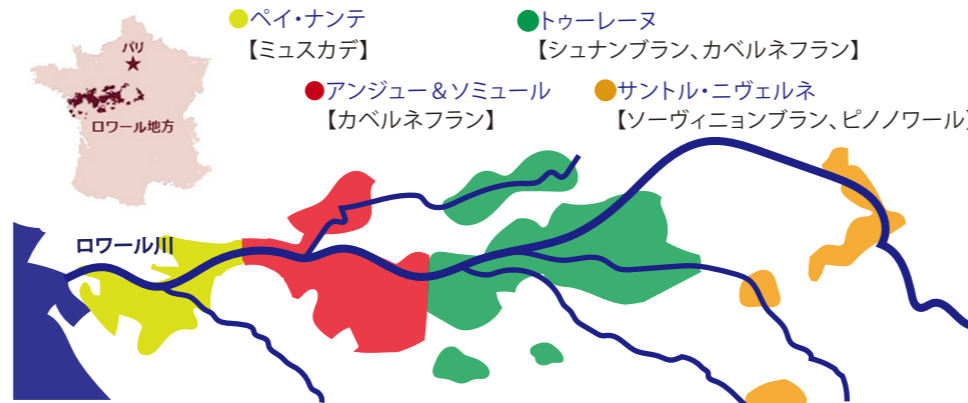 パリ
ロワール地方
ペイ・ナンテ
【ミュスカデ】
トゥーレーヌ
【シュナンブラン、カベルネフラン】
アンジュー＆ソミュール
【カベルネフラン】
サントル・ニヴェルネ
【ソーヴィニョンブラン、ピノノワール】
ロワール川